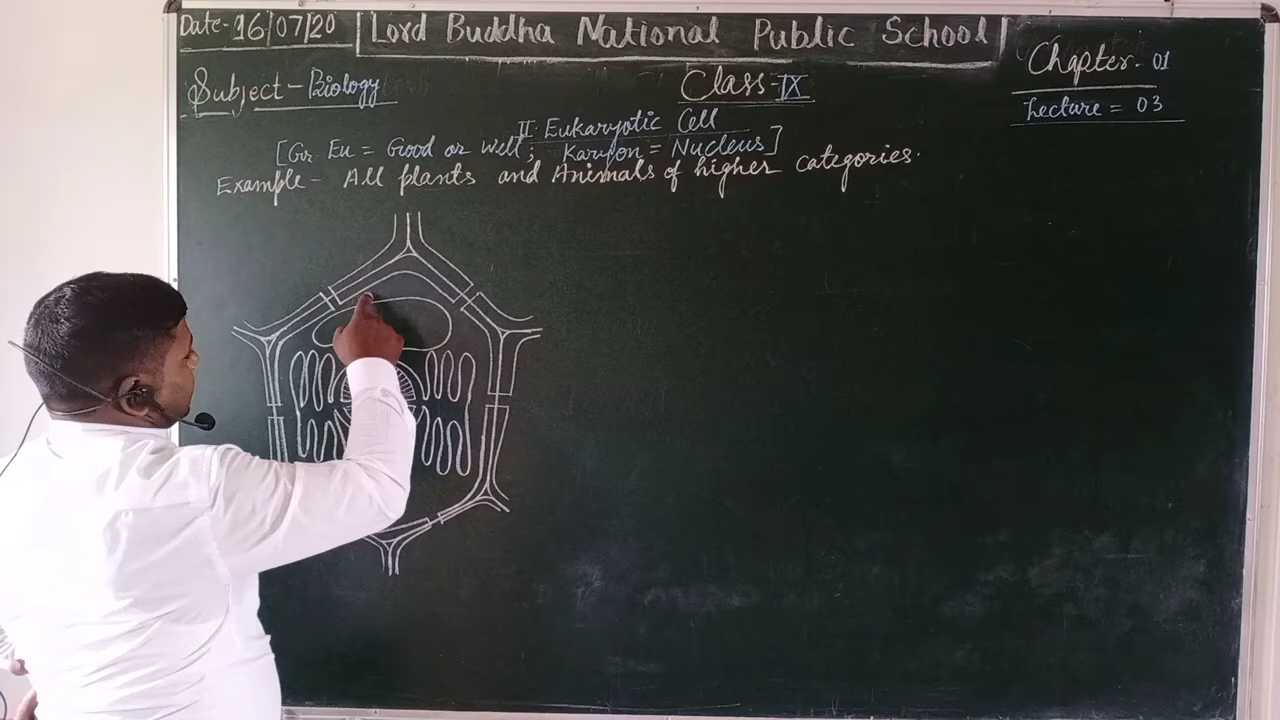 Date- 16/07/20
Lord Buddha National Public School
Chapter- 01
Subject- Biology
Class-IX
Lecture = 03
II. Eukaryotic Cell
[Gr Eu = Good or Well; Karyon = Nucleus]
Example- All plants and Animals of higher categories.